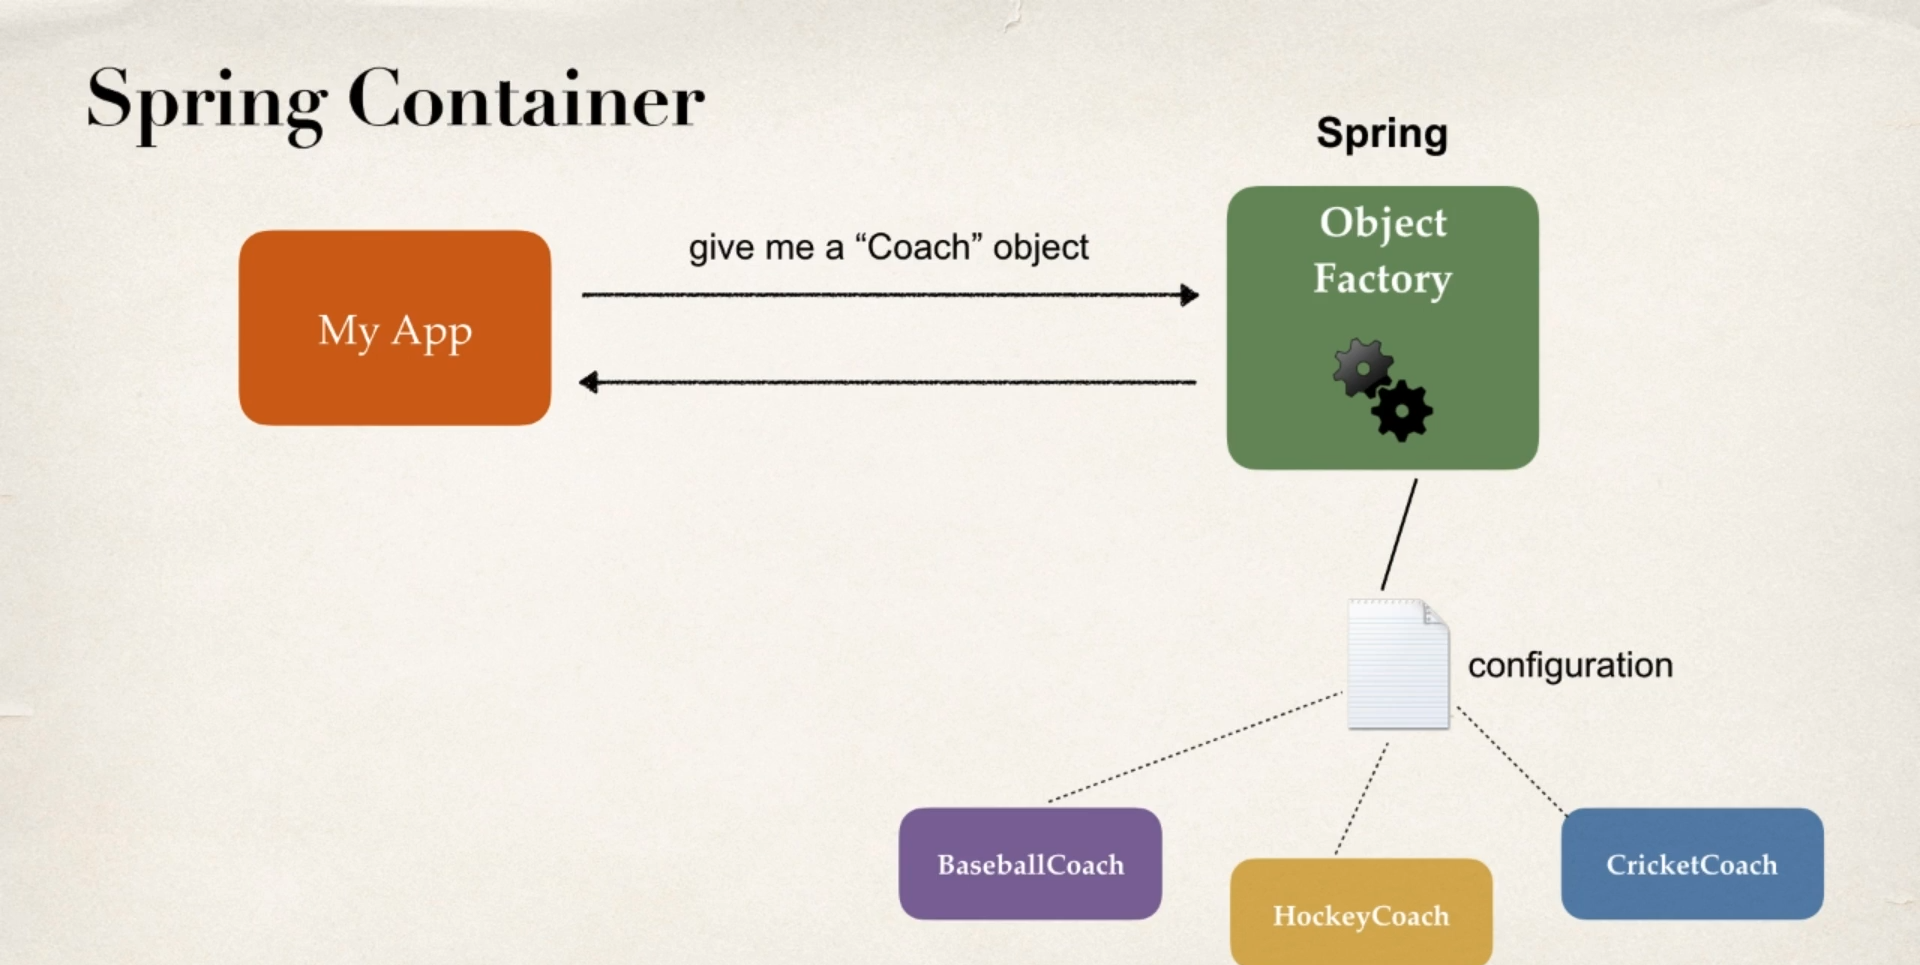 Spring Container
Spring
Object
Factory
give me a “Coach” object
My App
configuration
BaseballCoach
HockeyCoach
CricketCoach